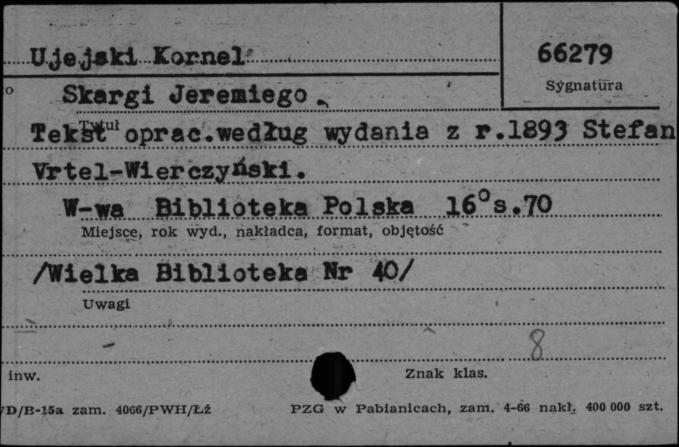 Ujejski Kornel
66279
Sygnatura
Skargi Jeremiego.
Tytuł
Tekst oprac.według wydania z r.1893 Stefan
Vrtel-Wierczyński.
W-wa Biblioteka Polska 16° s.70
Miejsce, rok wyd., nakładca, format, objętość
/Wielka Biblioteka Nr 40/
Uwagi
8
inw.
Znak klas.
/D/B-15a zam. 4066/PWH/Łź
PZG w Pabianicach, zam. 4-66 nakł. 400 000 szt.